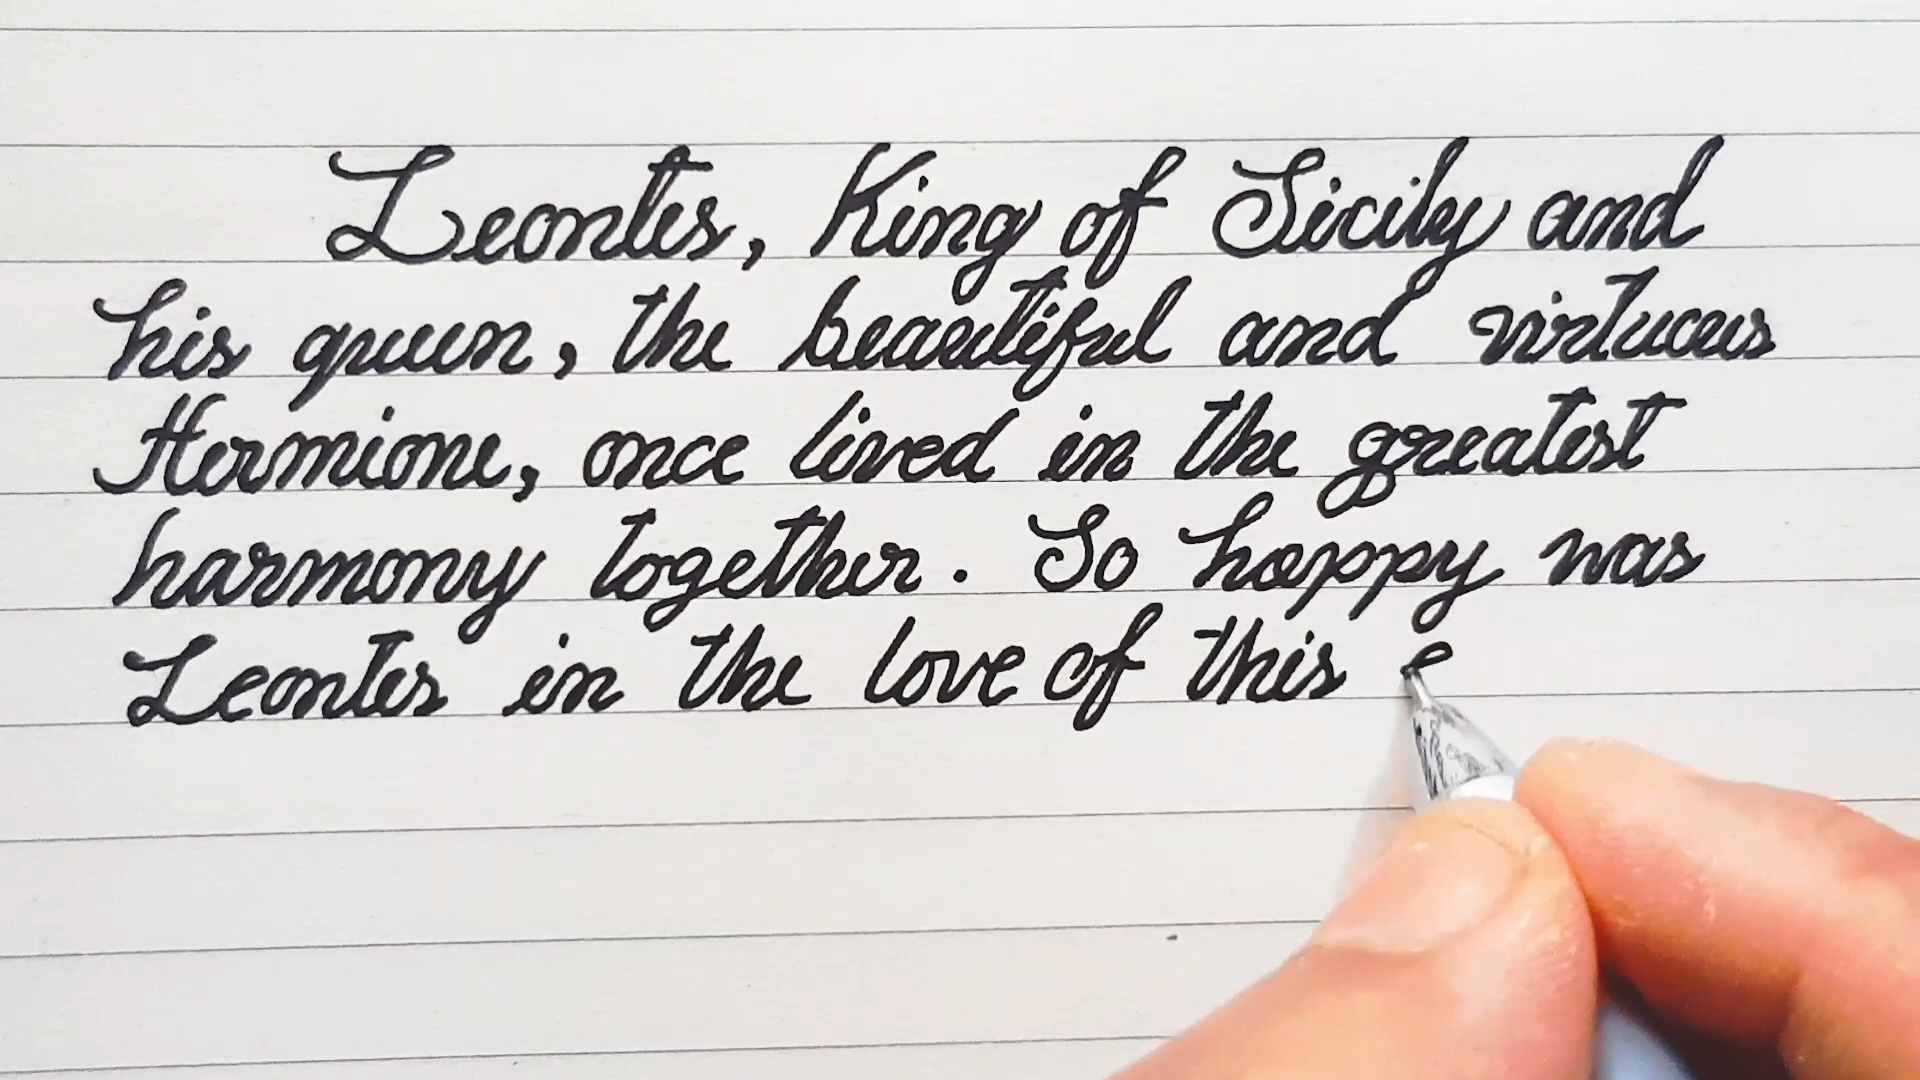 Leontes, King of Sicily and
his queen, the beautiful and virtuous
Hermione, once lived in the greatest
harmony together. So happy was
Leontes in the love of this e